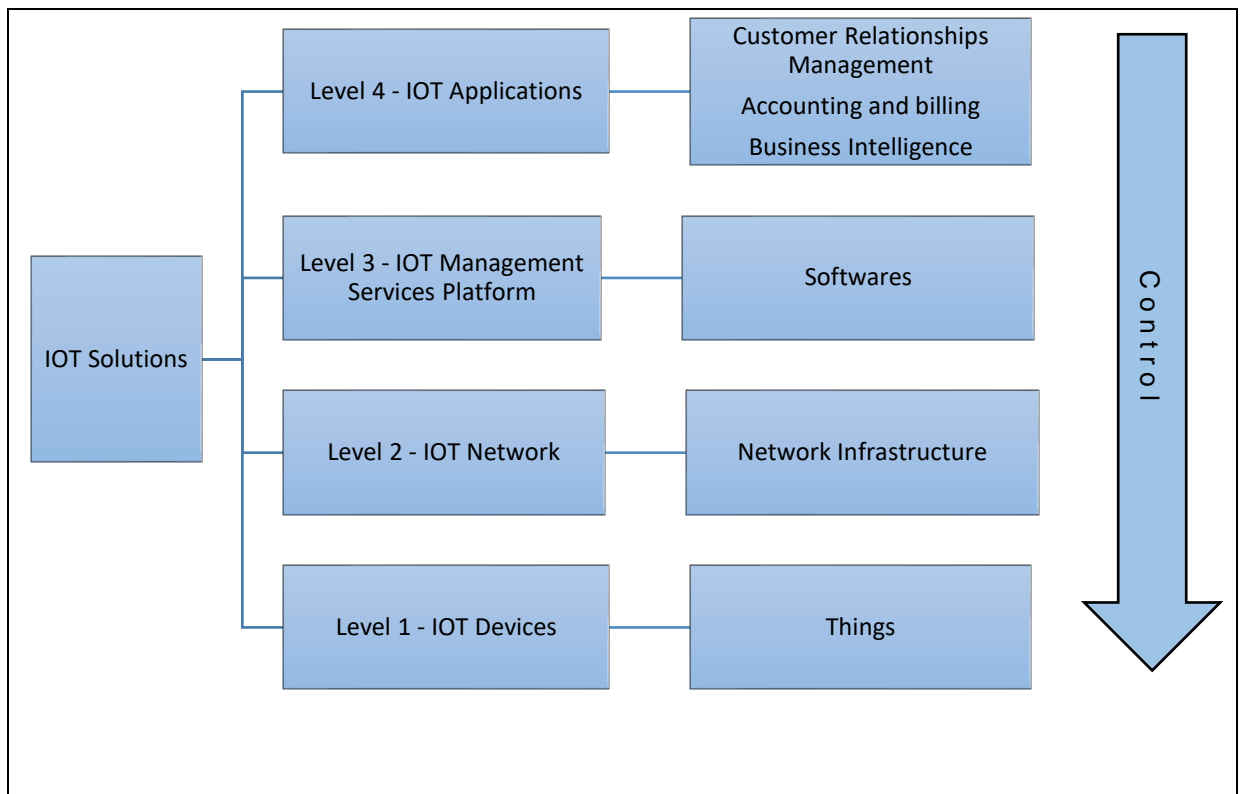 Level 4 - IOT Applications
Customer Relationships
Management
Accounting and billing
Business Intelligence
Level 3 - IOT Management
Services Platform
Softwares
IOT Solutions
Level 2 - IOT Network
Network Infrastructure
Level 1 - IOT Devices
Things
Control